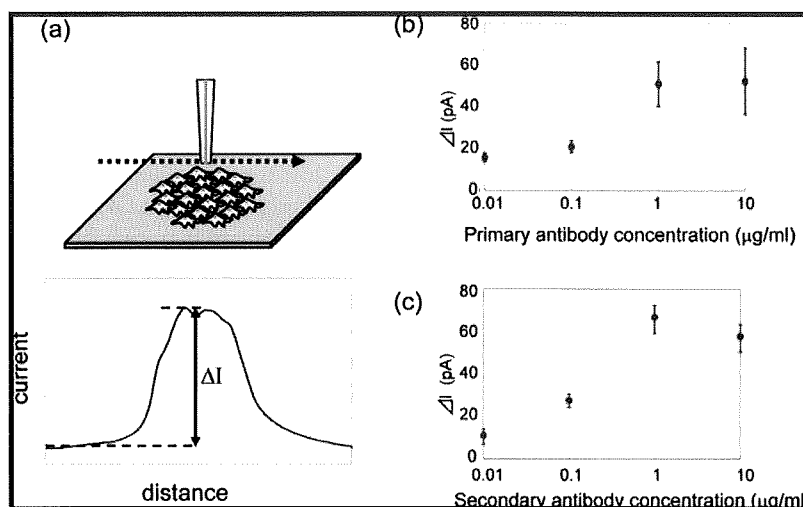 (a)
current
ΔI
distance
(b)
ΔI (pA)
80
60
40
20
0
0.01 0.1 1 10
Primary antibody concentration (μg/ml)
(c)
ΔI (pA)
80
60
40
20
0
0.01 0.1 1 10
Secondary antibody concentration (μg/ml)